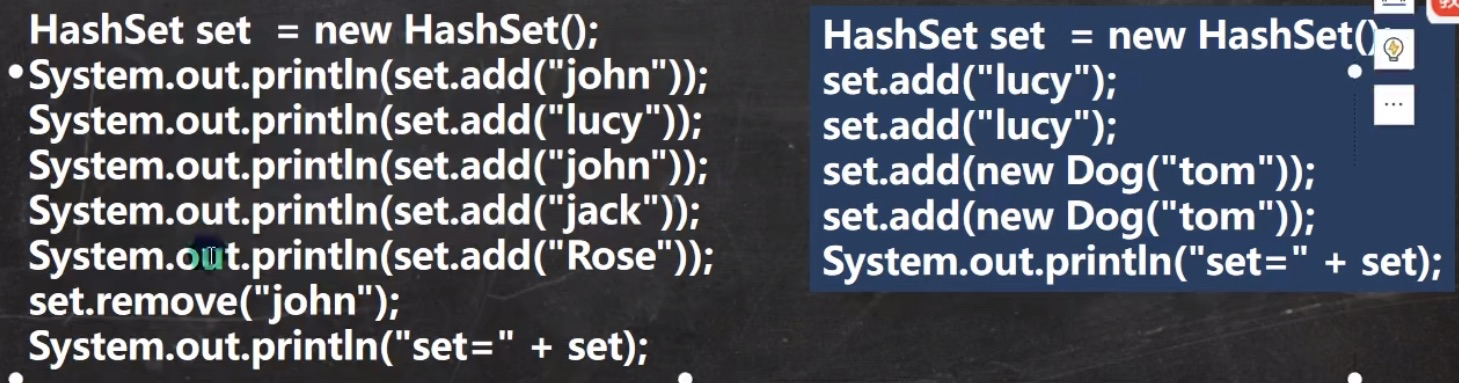 HashSet set  = new HashSet();
System.out.println(set.add("john"));
System.out.println(set.add("lucy"));
System.out.println(set.add("john"));
System.out.println(set.add("jack"));
System.out.println(set.add("Rose"));
set.remove("john");
System.out.println("set=" + set);
HashSet set  = new HashSet()
set.add("lucy");
set.add("lucy");
set.add(new Dog("tom"));
set.add(new Dog("tom"));
System.out.println("set=" + set);